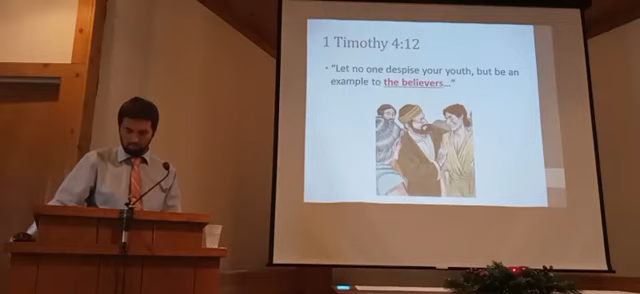 1 Timothy 4:12
• "Let no one despise your youth, but be an
example to the believers..."